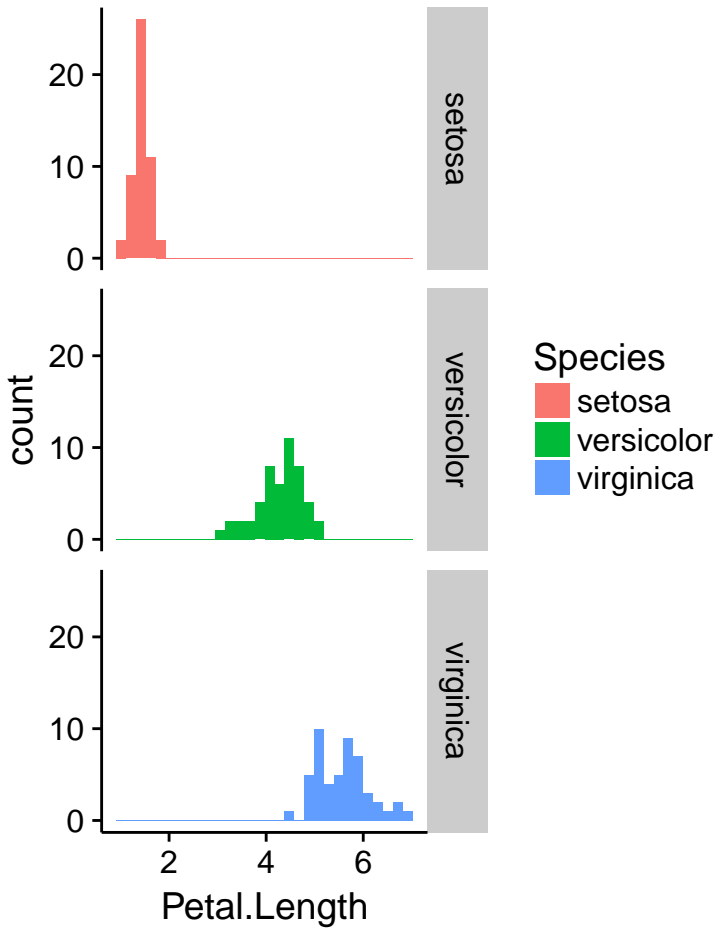 20
10
0
setosa
20
10
0
versicolor
20
10
0
virginica
count
2 4 6
Petal.Length
Species
setosa
versicolor
virginica